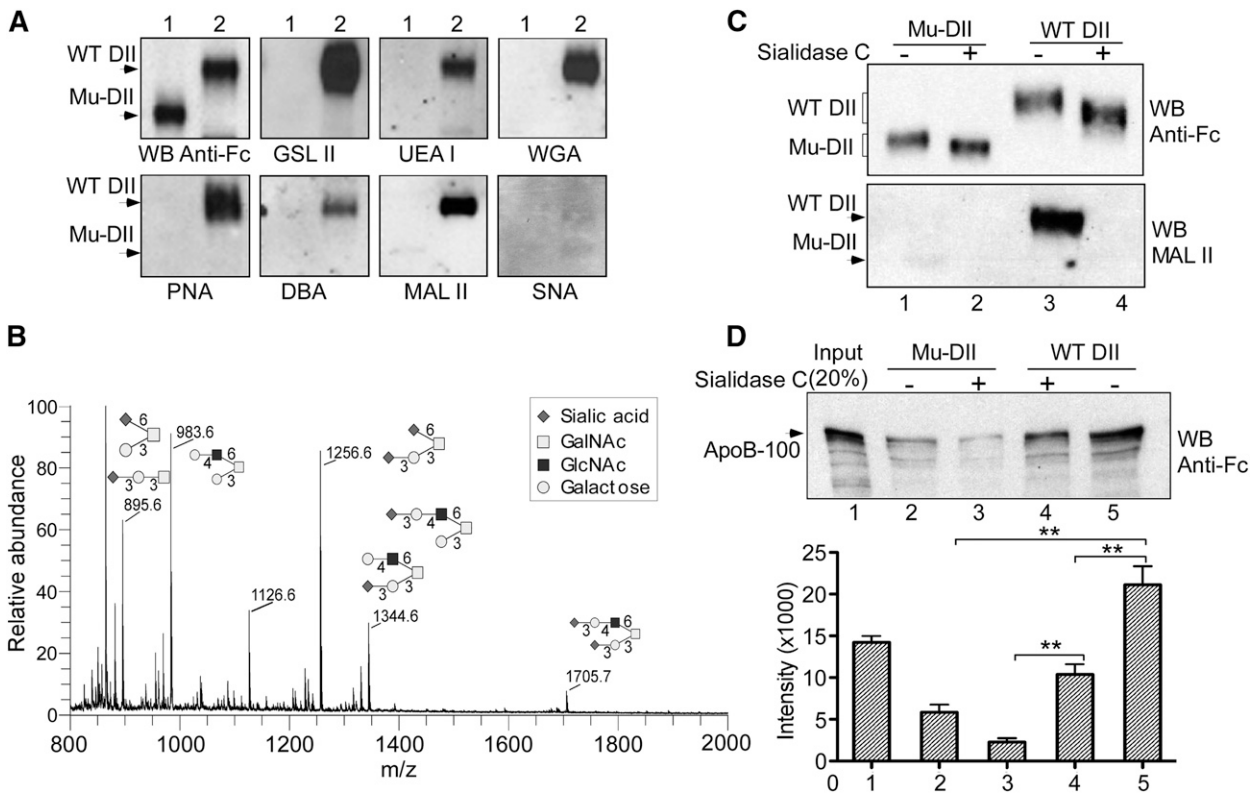 A
1 2 1 2 1 2 1 2
WT DII
Mu-DII
WB Anti-Fc GSL II UEA I WGA
WT DII
Mu-DII
PNA DBA MAL II SNA
B
100
80
60
40
20
0
Relative abundance
800 1000 1200 1400 1600 1800 2000
m/z
6
3
3 3
895.6
983.6
4 6
3
1126.6
1256.6
6
3 3
3 4 6
3
4 6
3 3
1344.6
3 4 6
3 3
1705.7
Sialic acid
GalNAc
GlcNAc
Galactose
C
Mu-DII WT DII
Sialidase C - + - +
WT DII
Mu-DII
WB
Anti-Fc
WT DII
Mu-DII
WB
MAL II
1 2 3 4
D
Input Mu-DII WT DII
Sialidase C(20%) - + + -
ApoB-100
WB
Anti-Fc
1 2 3 4 5
**
**
**
Intensity (x1000)
25
20
15
10
5
0
0 1 2 3 4 5